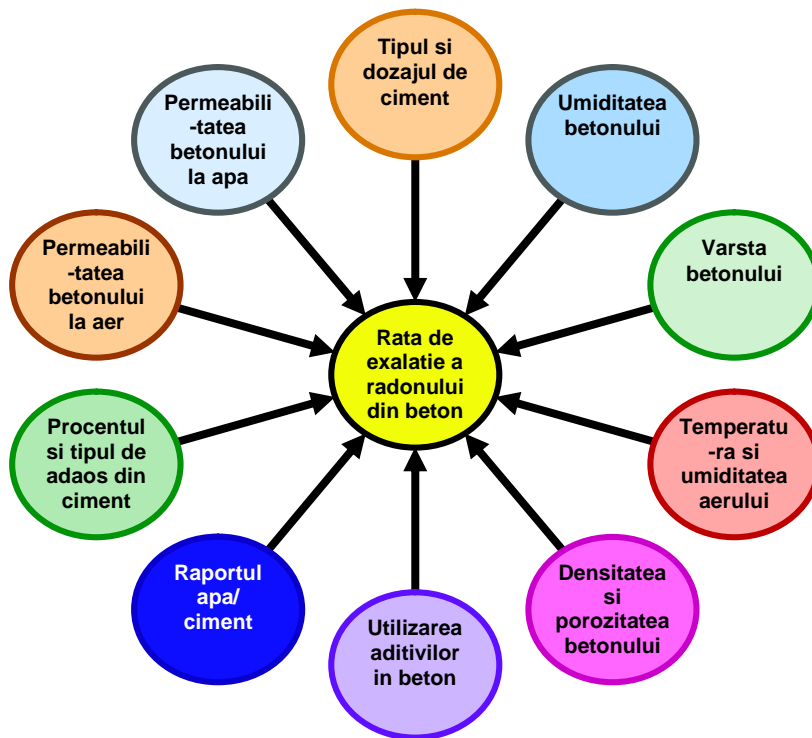 Tipul si
dozajul de
ciment
Umiditatea
betonului
Varsta
betonului
Temperatu
-ra si
umiditatea
aerului
Densitatea
si
porozitatea
betonului
Utilizarea
aditivilor
in beton
Raportul
apa/
ciment
Procentul
si tipul de
adaos din
ciment
Permeabili
-tatea
betonului
la aer
Permeabili
-tatea
betonului
la apa
Rata de
exalatie a
radonului
din beton